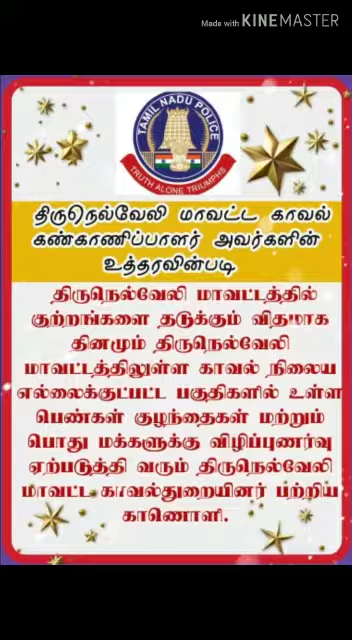 Made with KINEMASTER
TAMIL NADU POLICE
TRUTH ALONE TRIUMPHS
திருநெல்வேலி மாவட்ட காவல்
கண்காணிப்பாளர் அவர்களின்
உத்தரவின்படி
திருநெல்வேலி மாவட்டத்தில்
குற்றங்களை தடுக்கும் விதமாக
தினமும் திருநெல்வேலி
மாவட்டத்திலுள்ள காவல் நிலைய
எல்லைக்குட்பட்ட பகுதிகளில் உள்ள
பெண்கள் குழந்தைகள் மற்றும்
பொது மக்களுக்கு விழிப்புணர்வு
ஏற்படுத்தி வரும் திருநெல்வேலி
மாவட்ட காவல்துறையினர் பற்றிய
காணொளி.